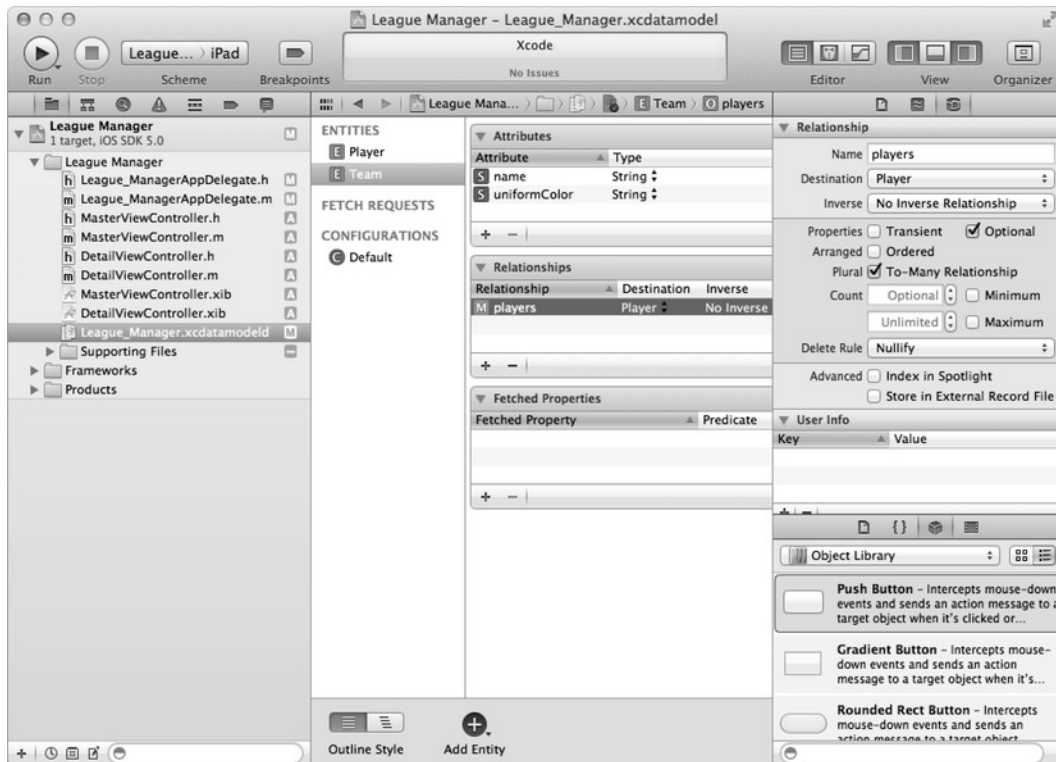 League Manager – League_Manager.xcdatamodel
Run
Stop
League... › iPad
Scheme
Breakpoints
Xcode
No Issues
Editor
View
Organizer
League Mana...
E Team
O players
League Manager
1 target, iOS SDK 5.0
M
League Manager
h League_ManagerAppDelegate.h M
m League_ManagerAppDelegate.m M
h MasterViewController.h A
m MasterViewController.m A
h DetailViewController.h A
m DetailViewController.m A
MasterViewController.xib A
DetailViewController.xib A
League_Manager.xcdatamodeld M
Supporting Files
Frameworks
Products
ENTITIES
E Player
E Team
FETCH REQUESTS
CONFIGURATIONS
C Default
Outline Style
Add Entity
Attributes
Attribute Type
S name String
S uniformColor String
+ −
Relationships
Relationship Destination Inverse
M players Player No Inverse
+ −
Fetched Properties
Fetched Property Predicate
+ −
Relationship
Name players
Destination Player
Inverse No Inverse Relationship
Properties Transient Optional
Arranged Ordered
Plural To-Many Relationship
Count Optional Minimum
Unlimited Maximum
Delete Rule Nullify
Advanced Index in Spotlight
Store in External Record File
User Info
Key Value
{}
Object Library
Push Button – Intercepts mouse-down
events and sends an action message to a
target object when it's clicked or...
Gradient Button – Intercepts mouse-
down events and sends an action
message to a target object when it's...
Rounded Rect Button – Intercepts
mouse-down events and sends an
action message to a target object